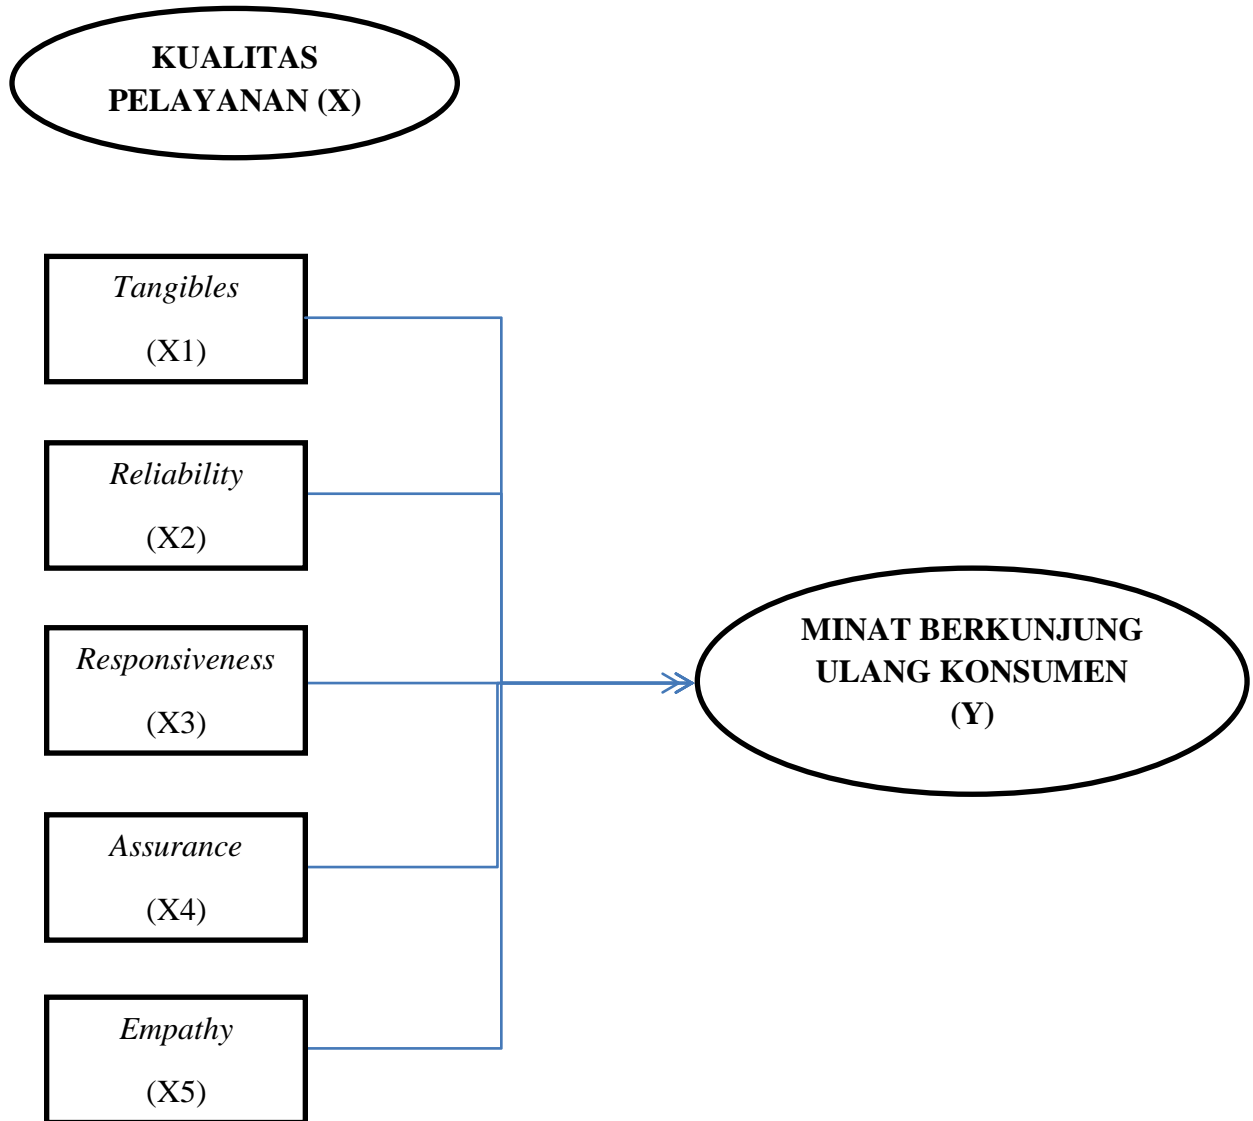 KUALITAS
PELAYANAN (X)
Tangibles
(X1)
Reliability
(X2)
Responsiveness
(X3)
Assurance
(X4)
Empathy
(X5)
MINAT BERKUNJUNG
ULANG KONSUMEN
(Y)